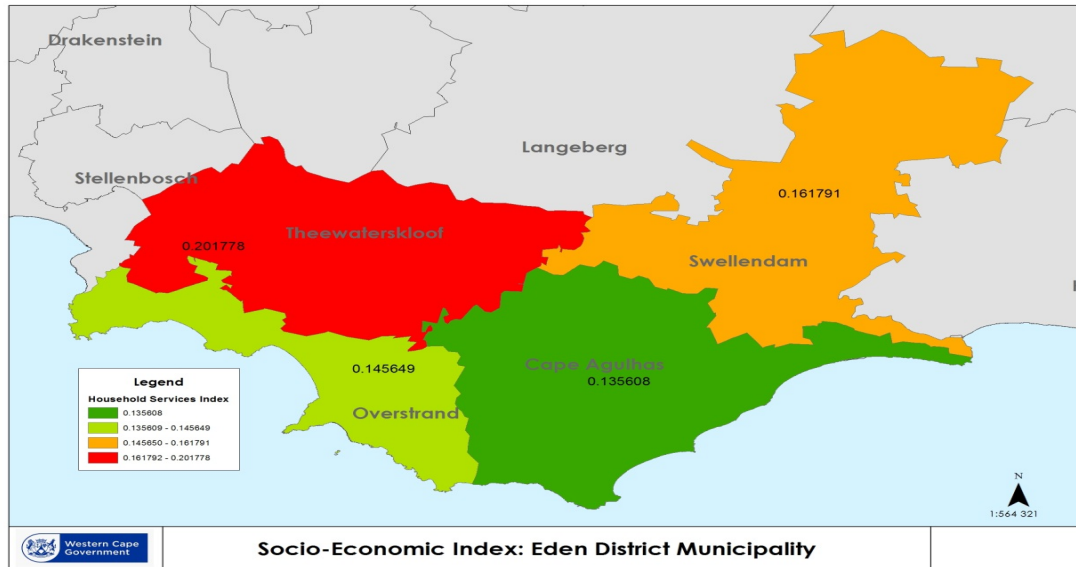 Drakenstein
Langeberg
Stellenbosch
0.161791
Theewaterskloof
0.201778
Swellendam
Cape Agulhas
0.145649
0.135608
Overstrand
Legend
Household Services Index
0.135608
0.135609 - 0.145649
0.145650 - 0.161791
0.161792 - 0.201778
N
1:564 321
Western Cape
Government
Socio-Economic Index: Eden District Municipality